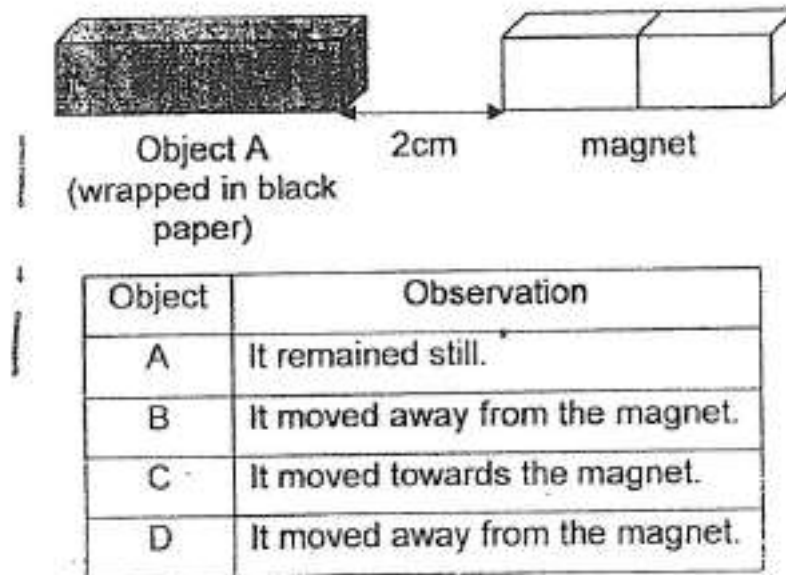 Object A
(wrapped in black
paper)
2cm
magnet
Object
Observation
A
It remained still.
B
It moved away from the magnet.
C
It moved towards the magnet.
D
It moved away from the magnet.